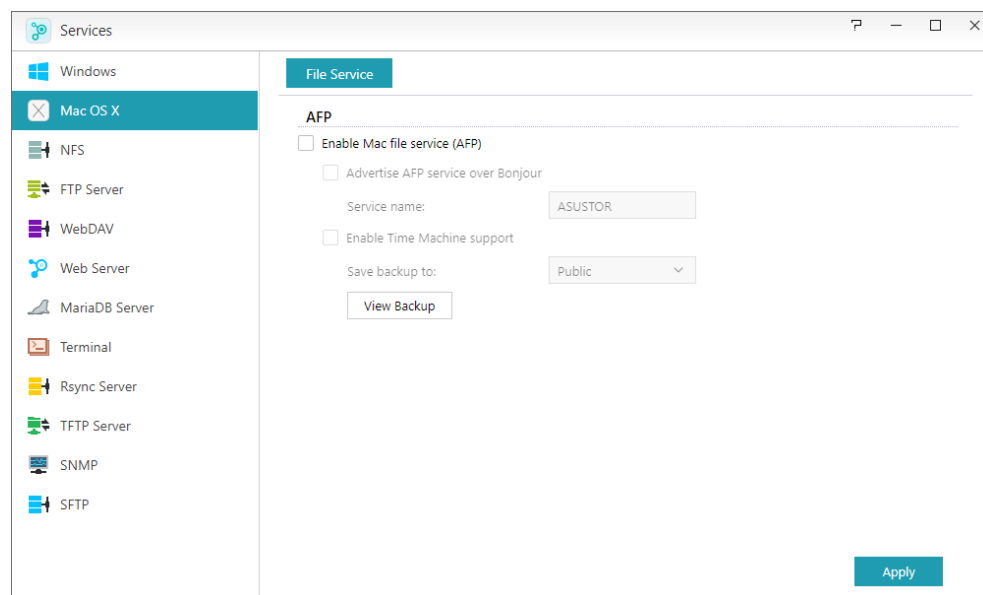 Services
Windows
Mac OS X
NFS
FTP Server
WebDAV
Web Server
MariaDB Server
Terminal
Rsync Server
TFTP Server
SNMP
SFTP
File Service
AFP
Enable Mac file service (AFP)
Advertise AFP service over Bonjour
Service name: ASUSTOR
Enable Time Machine support
Save backup to: Public
View Backup
Apply